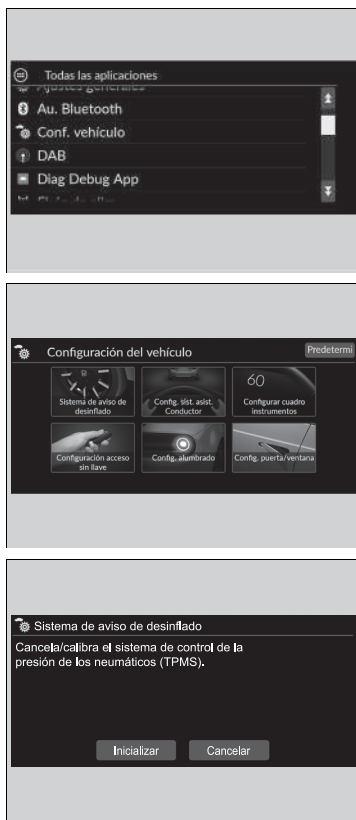 Todas las aplicaciones
Ajustes generales
Au. Bluetooth
Conf. vehículo
DAB
Diag Debug App
Configuración del vehículo
Predetermi
Sistema de aviso de
desinflado
Config. sist. asist.
Conductor
60
Configurar cuadro
instrumentos
Configuración acceso
sin llave
Config. alumbrado
Config. puerta/ventana
Sistema de aviso de desinflado
Cancela/calibra el sistema de control de la
presión de los neumáticos (TPMS).
Inicializar
Cancelar